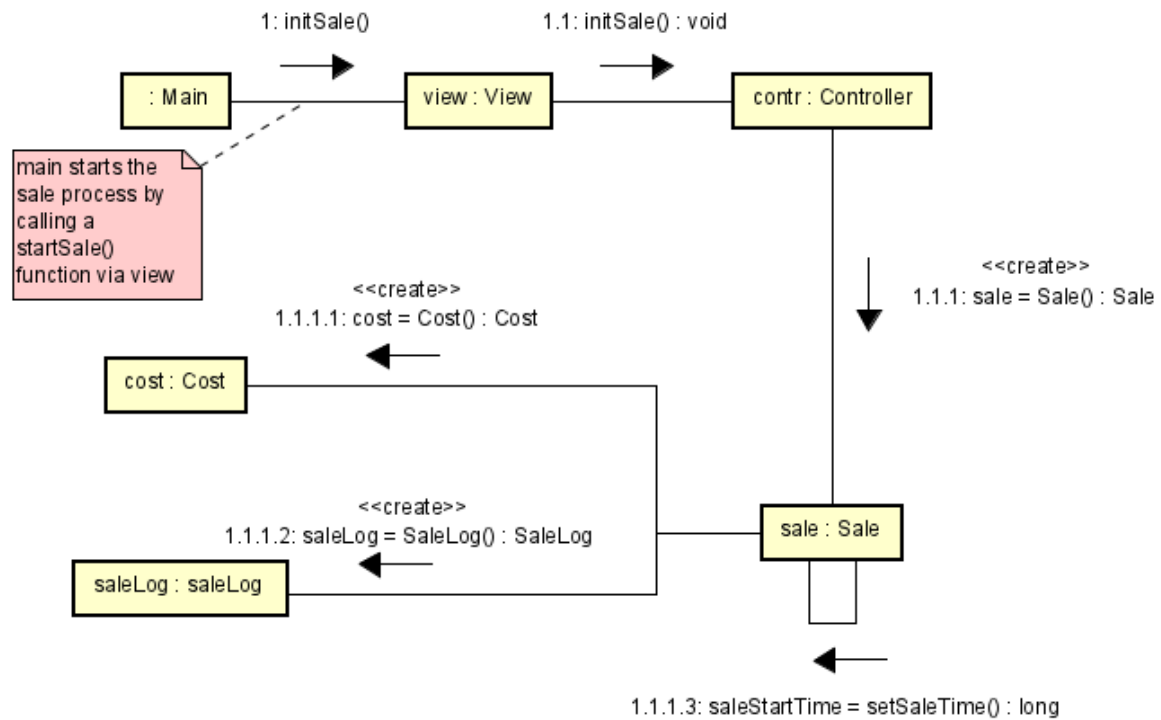 1: initSale()
1.1: initSale() : void
: Main
view : View
contr : Controller
main starts the
sale process by
calling a
startSale()
function via view
<<create>>
1.1.1: sale = Sale() : Sale
<<create>>
1.1.1.1: cost = Cost() : Cost
cost : Cost
<<create>>
1.1.1.2: saleLog = SaleLog() : SaleLog
sale : Sale
saleLog : saleLog
1.1.1.3: saleStartTime = setSaleTime() : long